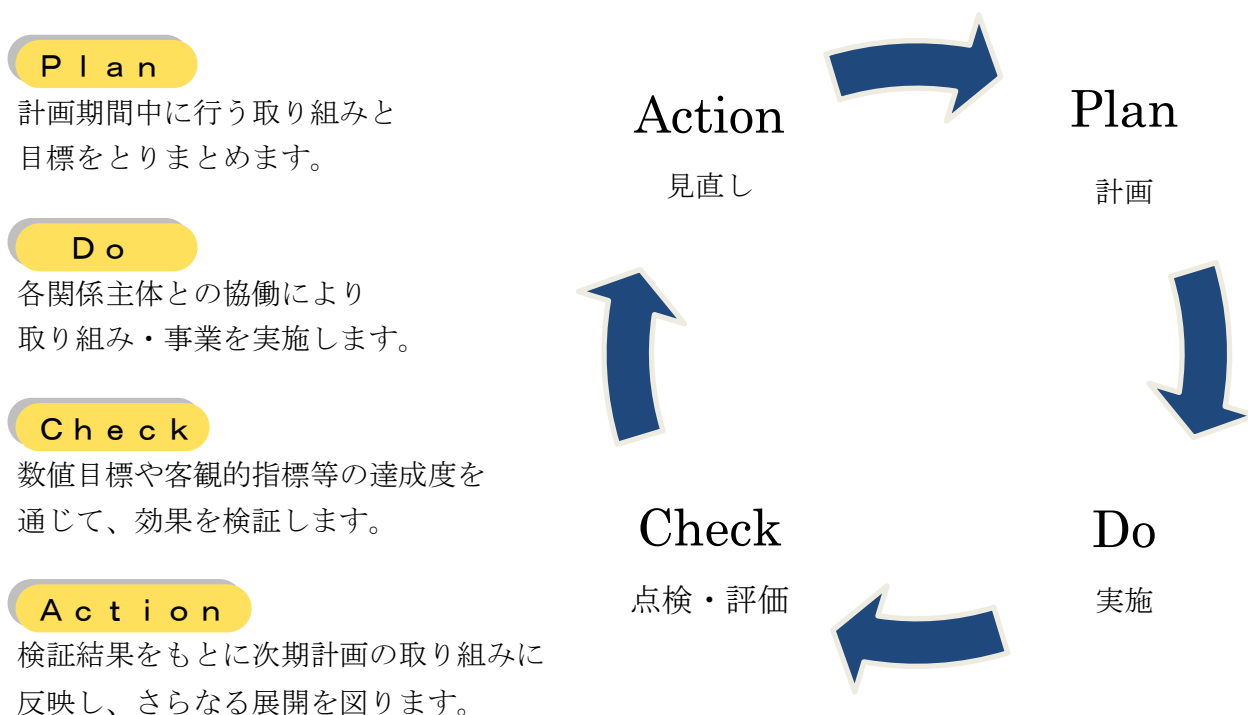 Ｐｌａｎ
計画期間中に行う取り組みと
目標をとりまとめます。
Ｄｏ
各関係主体との協働により
取り組み・事業を実施します。
Ｃｈｅｃｋ
数値目標や客観的指標等の達成度を
通じて、効果を検証します。
Ａｃｔｉｏｎ
検証結果をもとに次期計画の取り組みに
反映し、さらなる展開を図ります。
Action
見直し
Plan
計画
Check
点検・評価
Do
実施